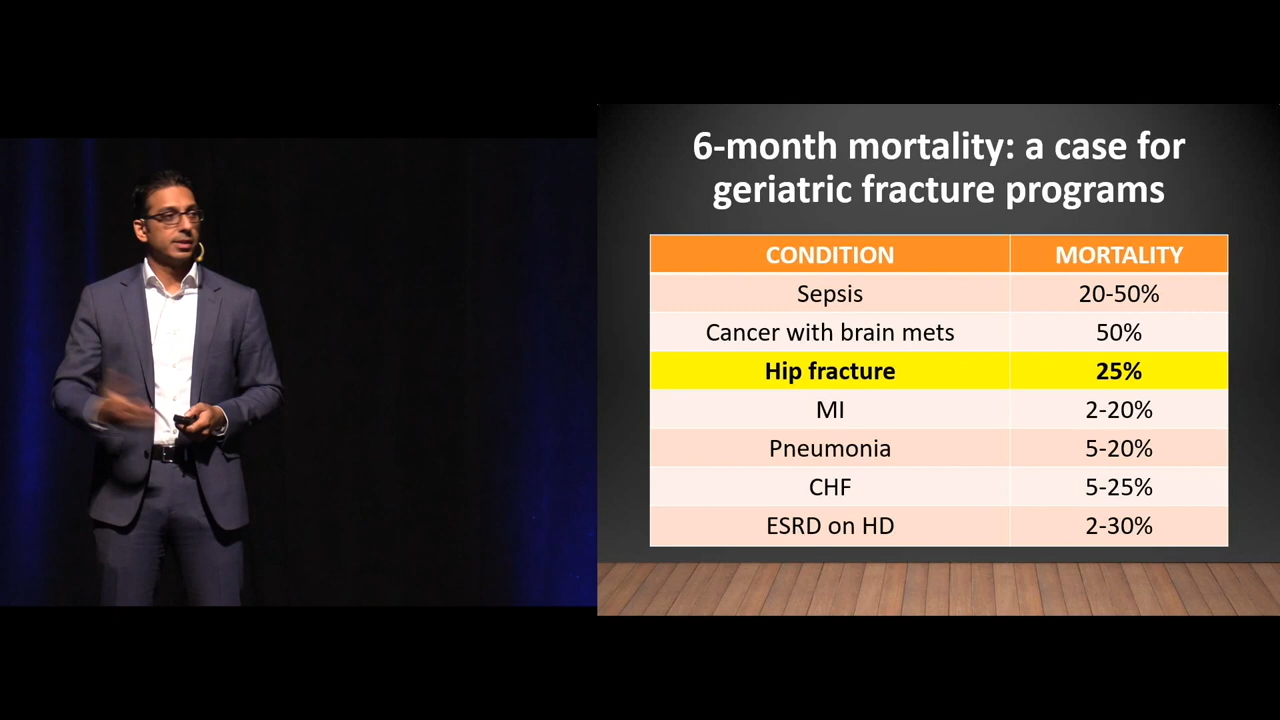 6-month mortality: a case for
geriatric fracture programs
CONDITION MORTALITY
Sepsis 20-50%
Cancer with brain mets 50%
Hip fracture 25%
MI 2-20%
Pneumonia 5-20%
CHF 5-25%
ESRD on HD 2-30%